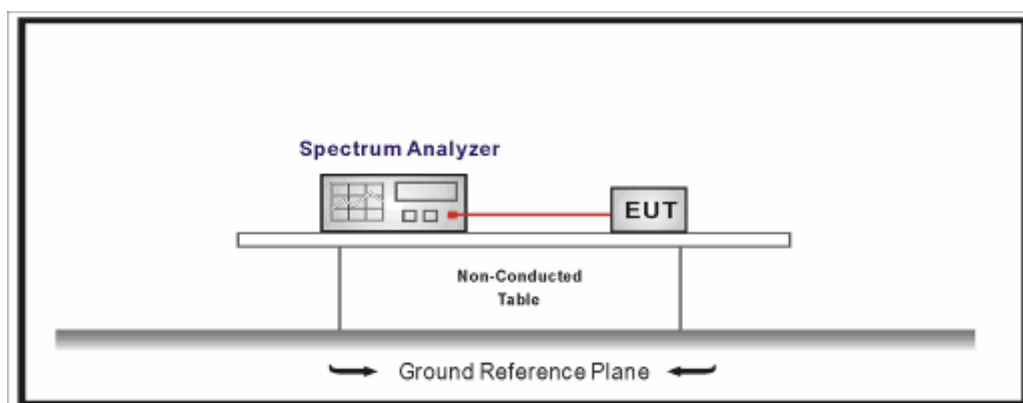 Spectrum Analyzer
EUT
Non-Conducted
Table
Ground Reference Plane